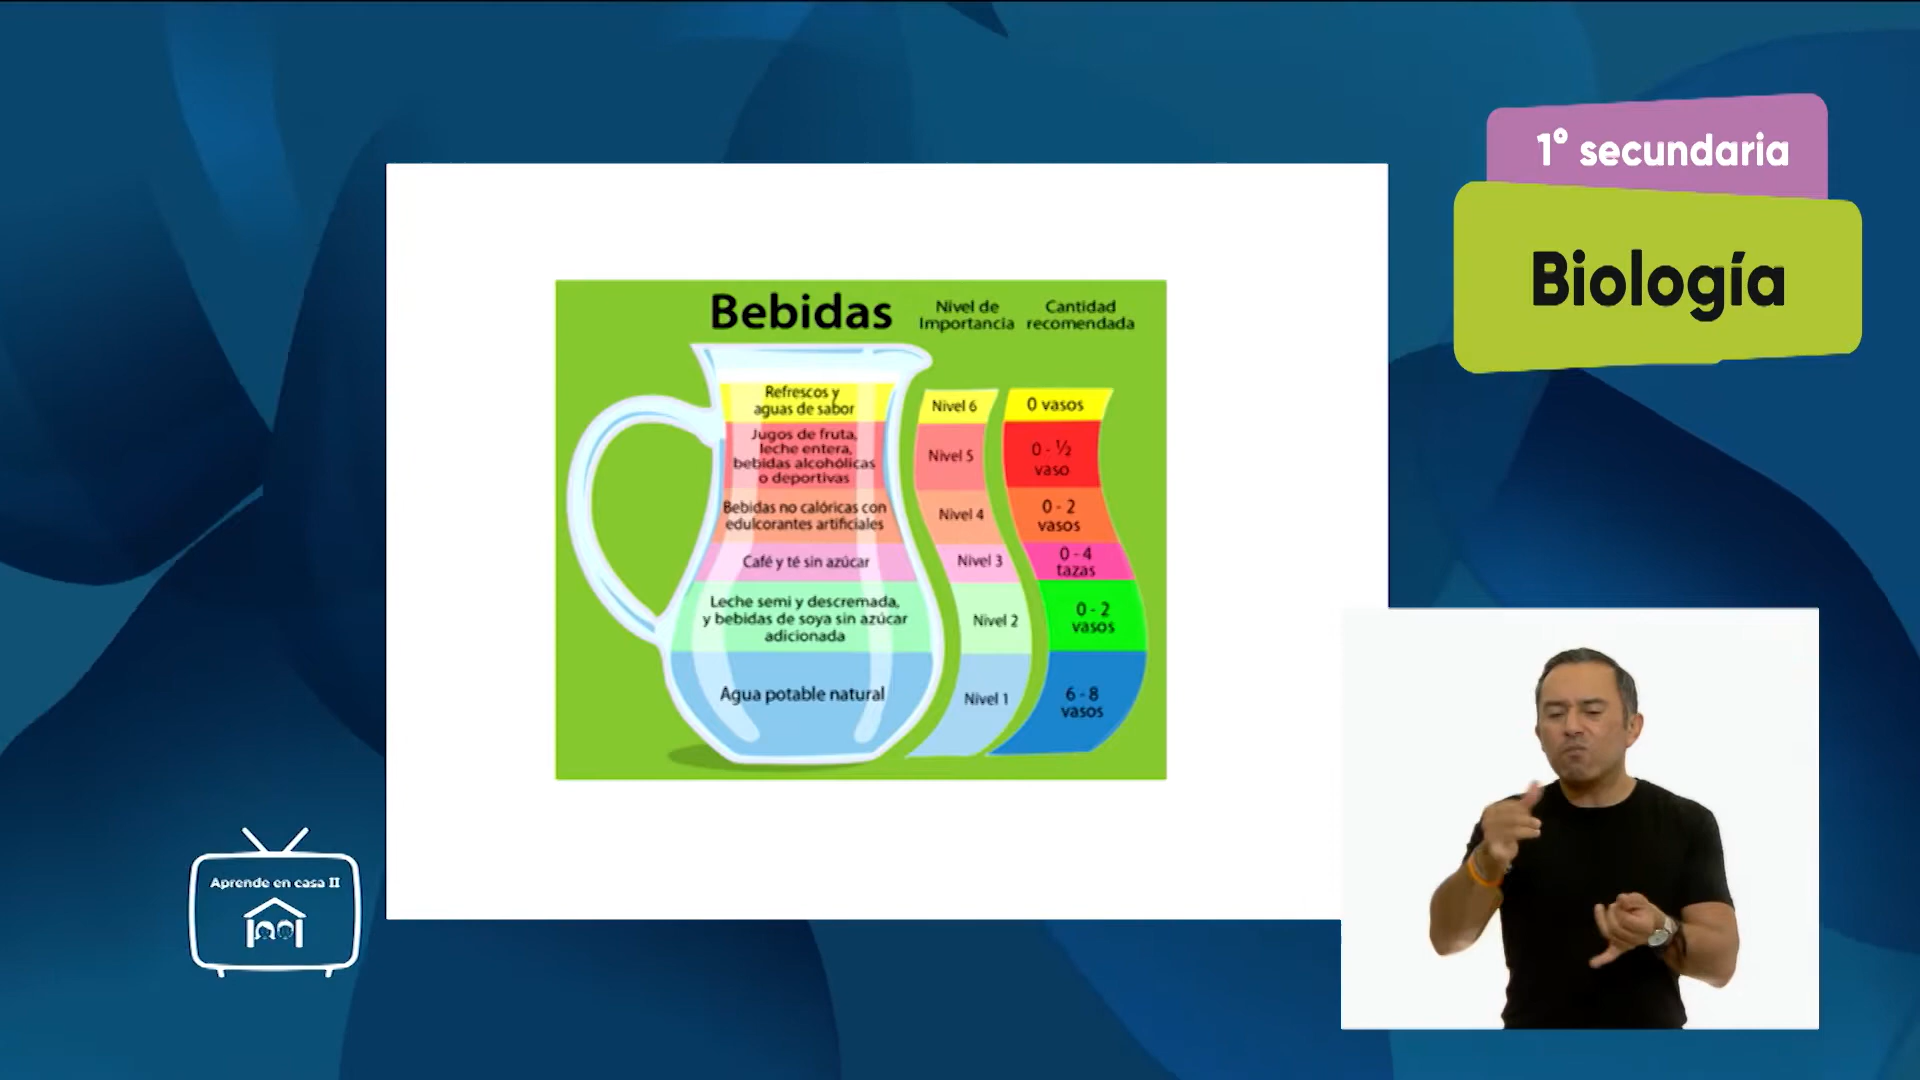 1° secundaria
Biología
Bebidas
Nivel de
Importancia
Cantidad
recomendada
Refrescos y
aguas de sabor
Nivel 6
0 vasos
Jugos de fruta,
leche entera,
bebidas alcohólicas
o deportivas
Nivel 5
0 - ½
vaso
Bebidas no calóricas con
edulcorantes artificiales
Nivel 4
0 - 2
vasos
Café y té sin azúcar
Nivel 3
0 - 4
tazas
Leche semi y descremada,
y bebidas de soya sin azúcar
adicionada
Nivel 2
0 - 2
vasos
Agua potable natural
Nivel 1
6 - 8
vasos
Aprende en casa II